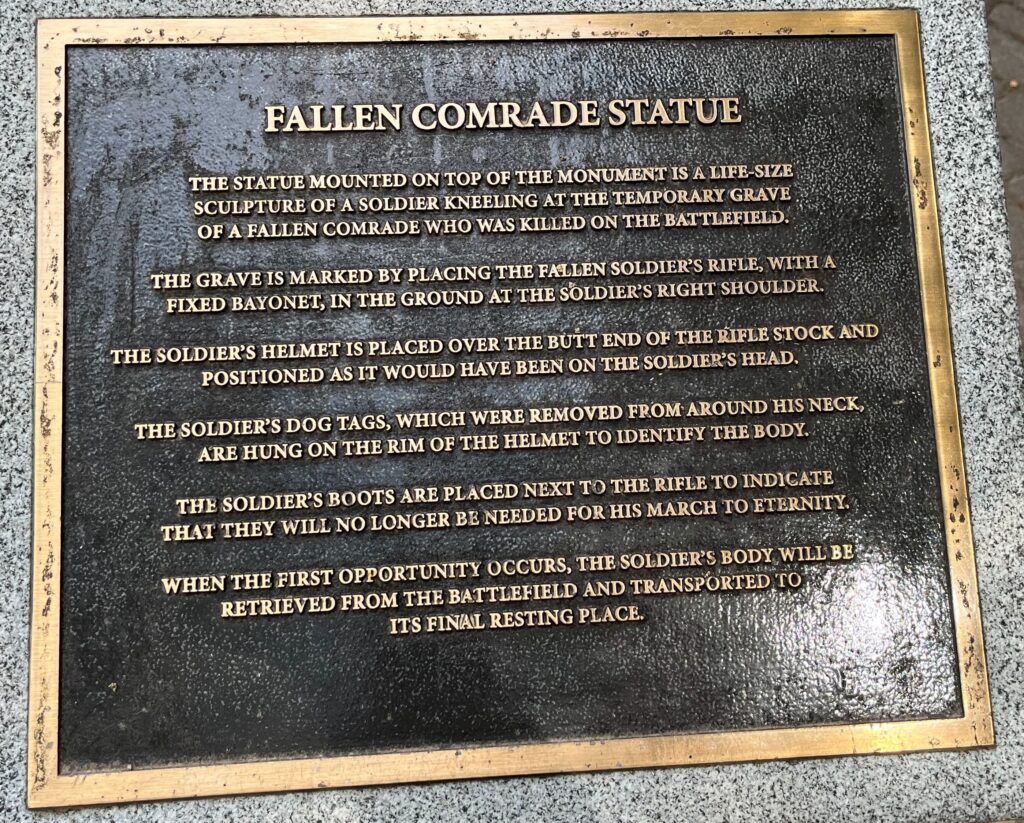 FALLEN COMRADE STATUE
THE STATUE MOUNTED ON TOP OF THE MONUMENT IS A LIFE-SIZE
SCULPTURE OF A SOLDIER KNEELING AT THE TEMPORARY GRAVE
OF A FALLEN COMRADE WHO WAS KILLED ON THE BATTLEFIELD.
THE GRAVE IS MARKED BY PLACING THE FALLEN SOLDIER'S RIFLE, WITH A
FIXED BAYONET, IN THE GROUND AT THE SOLDIER'S RIGHT SHOULDER.
THE SOLDIER'S HELMET IS PLACED OVER THE BUTT END OF THE RIFLE STOCK AND
POSITIONED AS IT WOULD HAVE BEEN ON THE SOLDIER'S HEAD.
THE SOLDIER'S DOG TAGS, WHICH WERE REMOVED FROM AROUND HIS NECK,
ARE HUNG ON THE RIM OF THE HELMET TO IDENTIFY THE BODY.
THE SOLDIER'S BOOTS ARE PLACED NEXT TO THE RIFLE TO INDICATE
THAT THEY WILL NO LONGER BE NEEDED FOR HIS MARCH TO ETERNITY.
WHEN THE FIRST OPPORTUNITY OCCURS, THE SOLDIER'S BODY WILL BE
RETRIEVED FROM THE BATTLEFIELD AND TRANSPORTED TO
ITS FINAL RESTING PLACE.